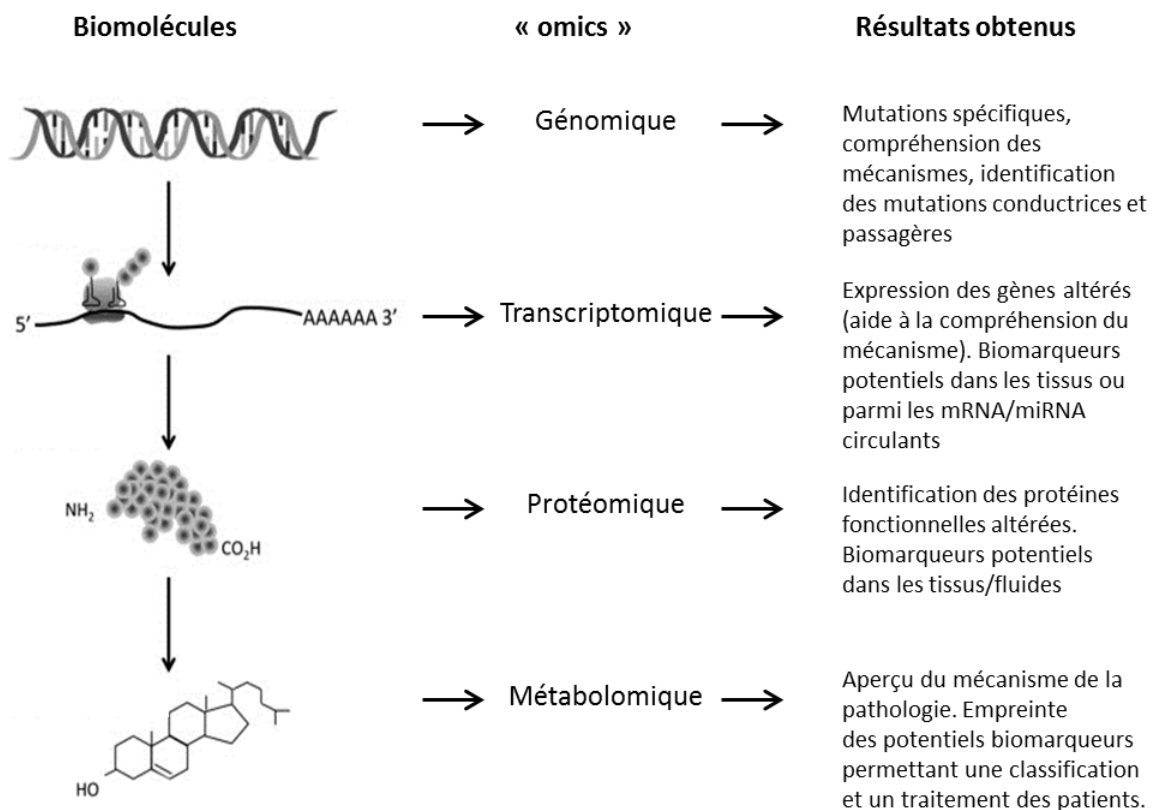 Biomolécules
« omics »
Résultats obtenus
Génomique
Mutations spécifiques,
compréhension des
mécanismes, identification
des mutations conductrices et
passagères
5’
AAAAAA 3’
Transcriptomique
Expression des gènes altérés
(aide à la compréhension du
mécanisme). Biomarqueurs
potentiels dans les tissus ou
parmi les mRNA/miRNA
circulants
NH₂
CO₂H
Protéomique
Identification des protéines
fonctionnelles altérées.
Biomarqueurs potentiels
dans les tissus/fluides
HO
Métabolomique
Aperçu du mécanisme de la
pathologie. Empreinte
des potentiels biomarqueurs
permettant une classification
et un traitement des patients.